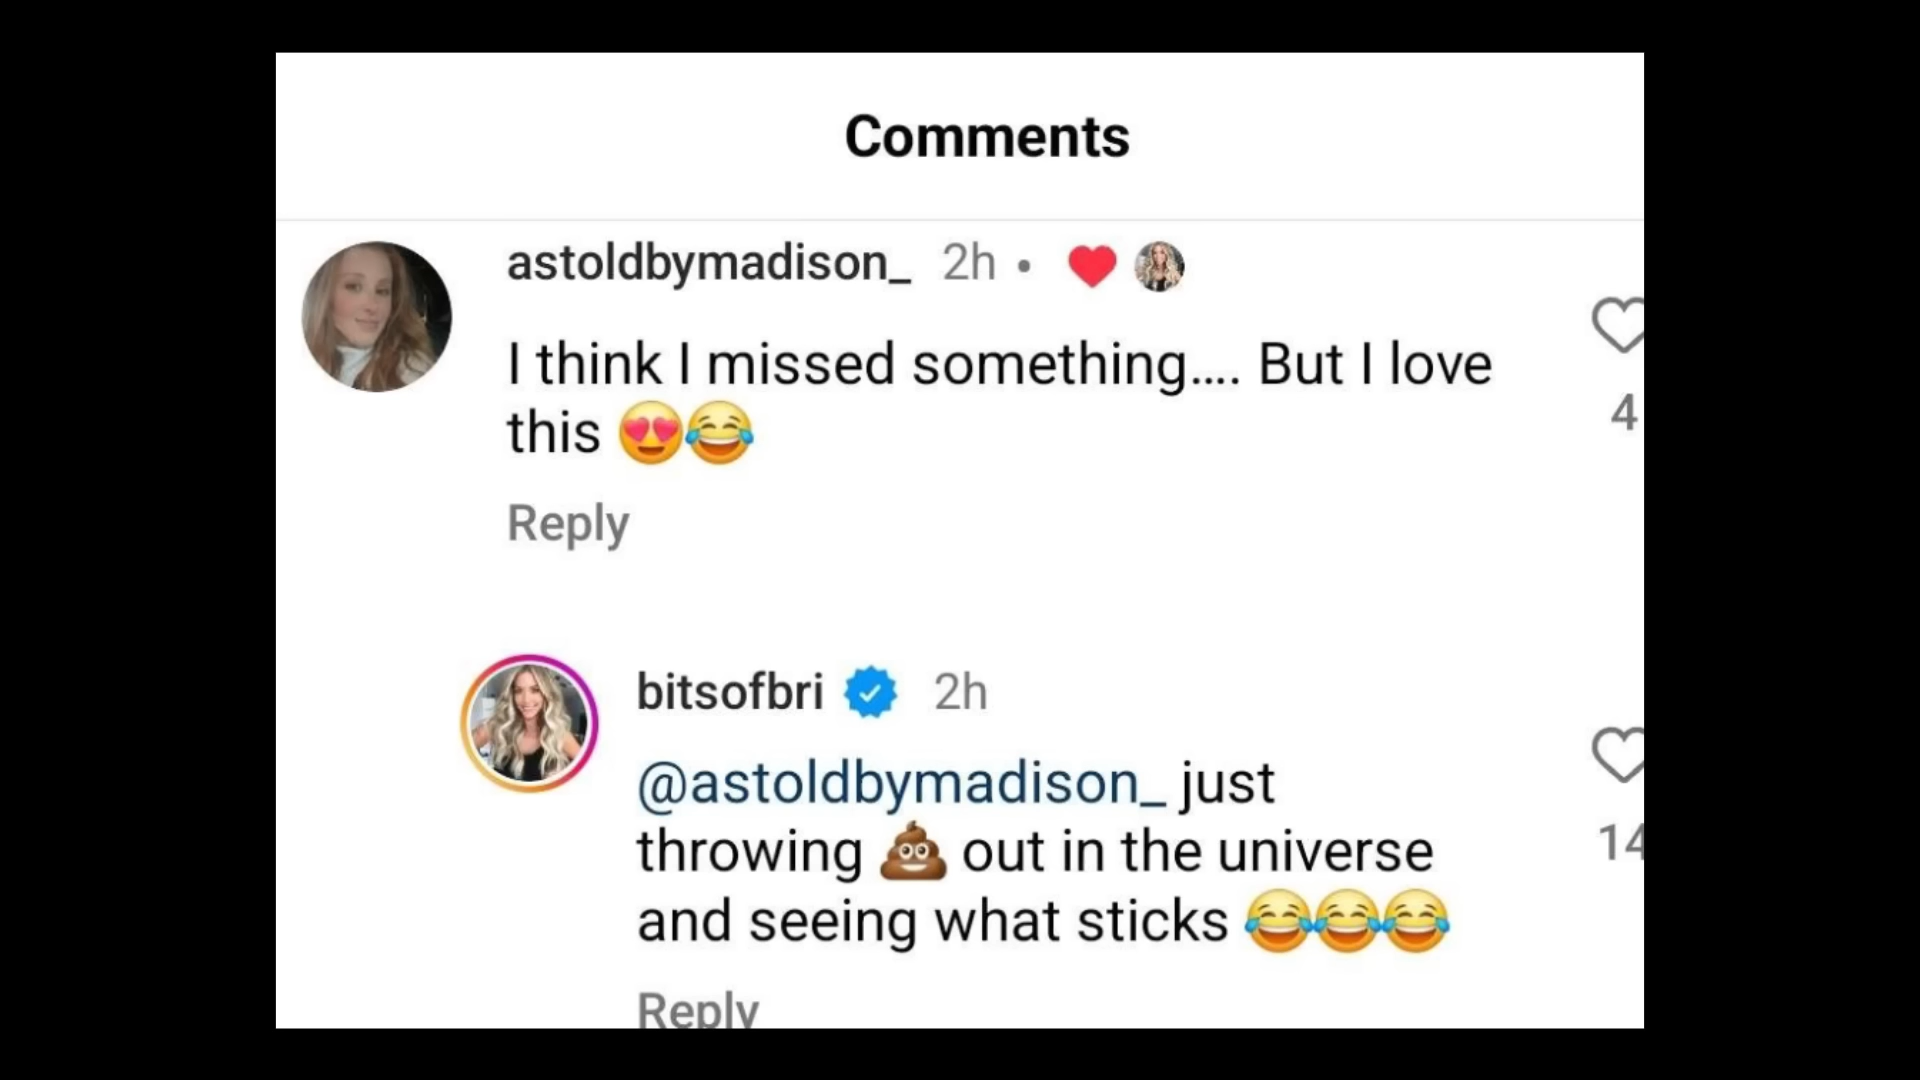 Comments
astoldbymadison_ 2h •
I think I missed something.... But I love
this 😍😂
4
Reply
bitsofbri 2h
@astoldbymadison_ just
throwing 💩 out in the universe
and seeing what sticks 😂😂😂
14
Reply